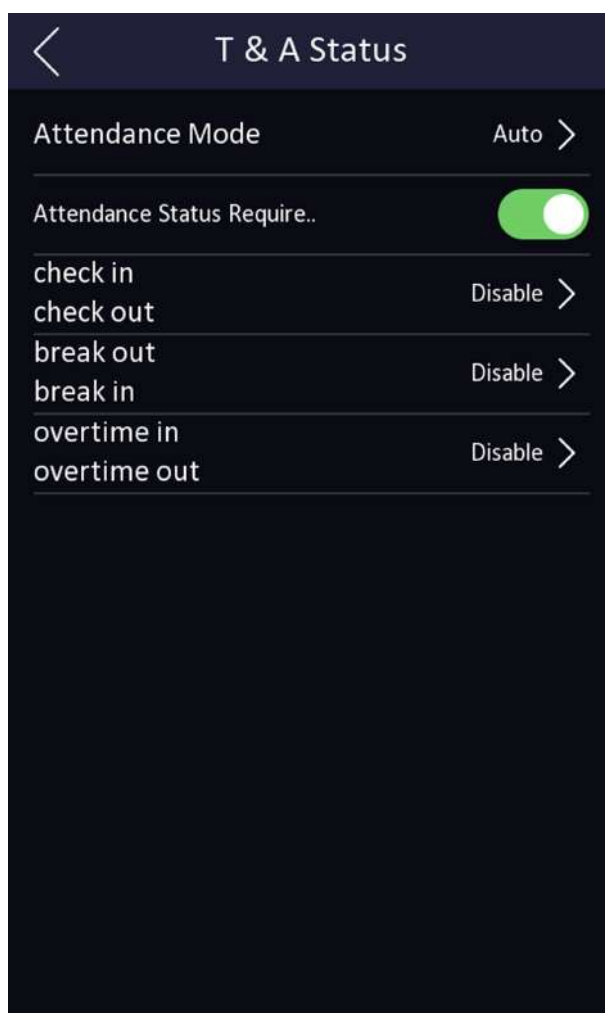 T & A Status
Attendance Mode Auto
Attendance Status Require..
check in
check out
Disable
break out
break in
Disable
overtime in
overtime out
Disable